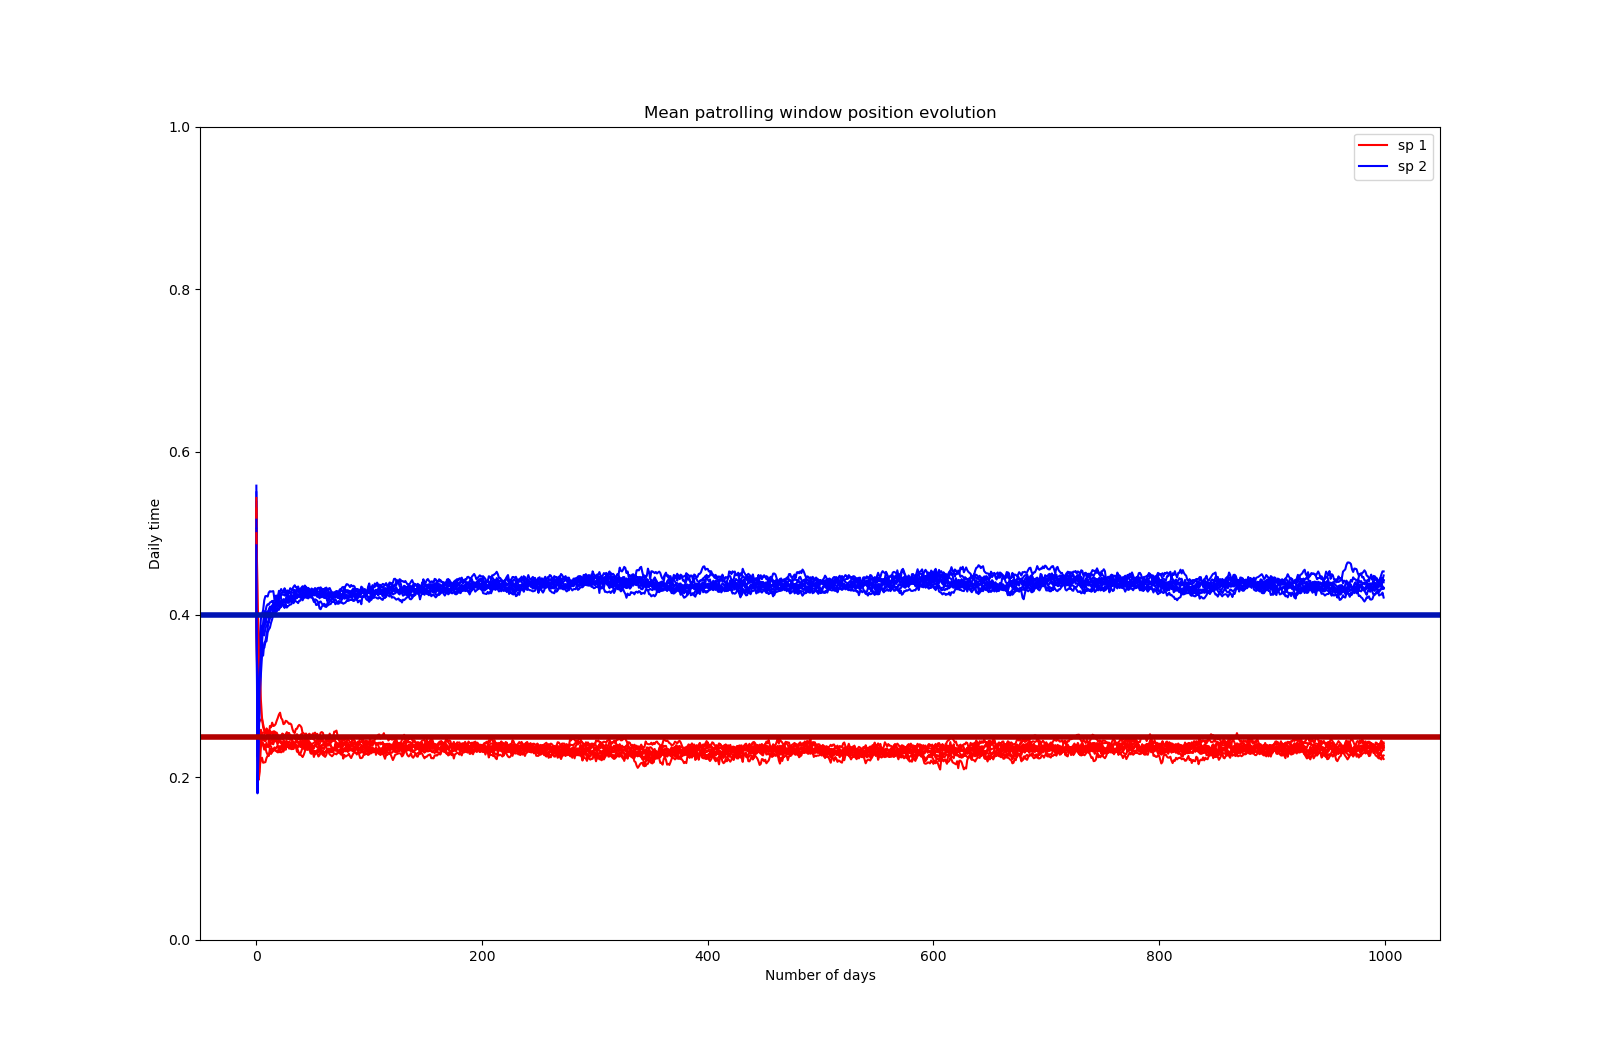 Mean patrolling window position evolution
1.0
sp 1
sp 2
0.8
0.6
Daily time
0.4
0.2
0.0
0 200 400 600 800 1000
Number of days